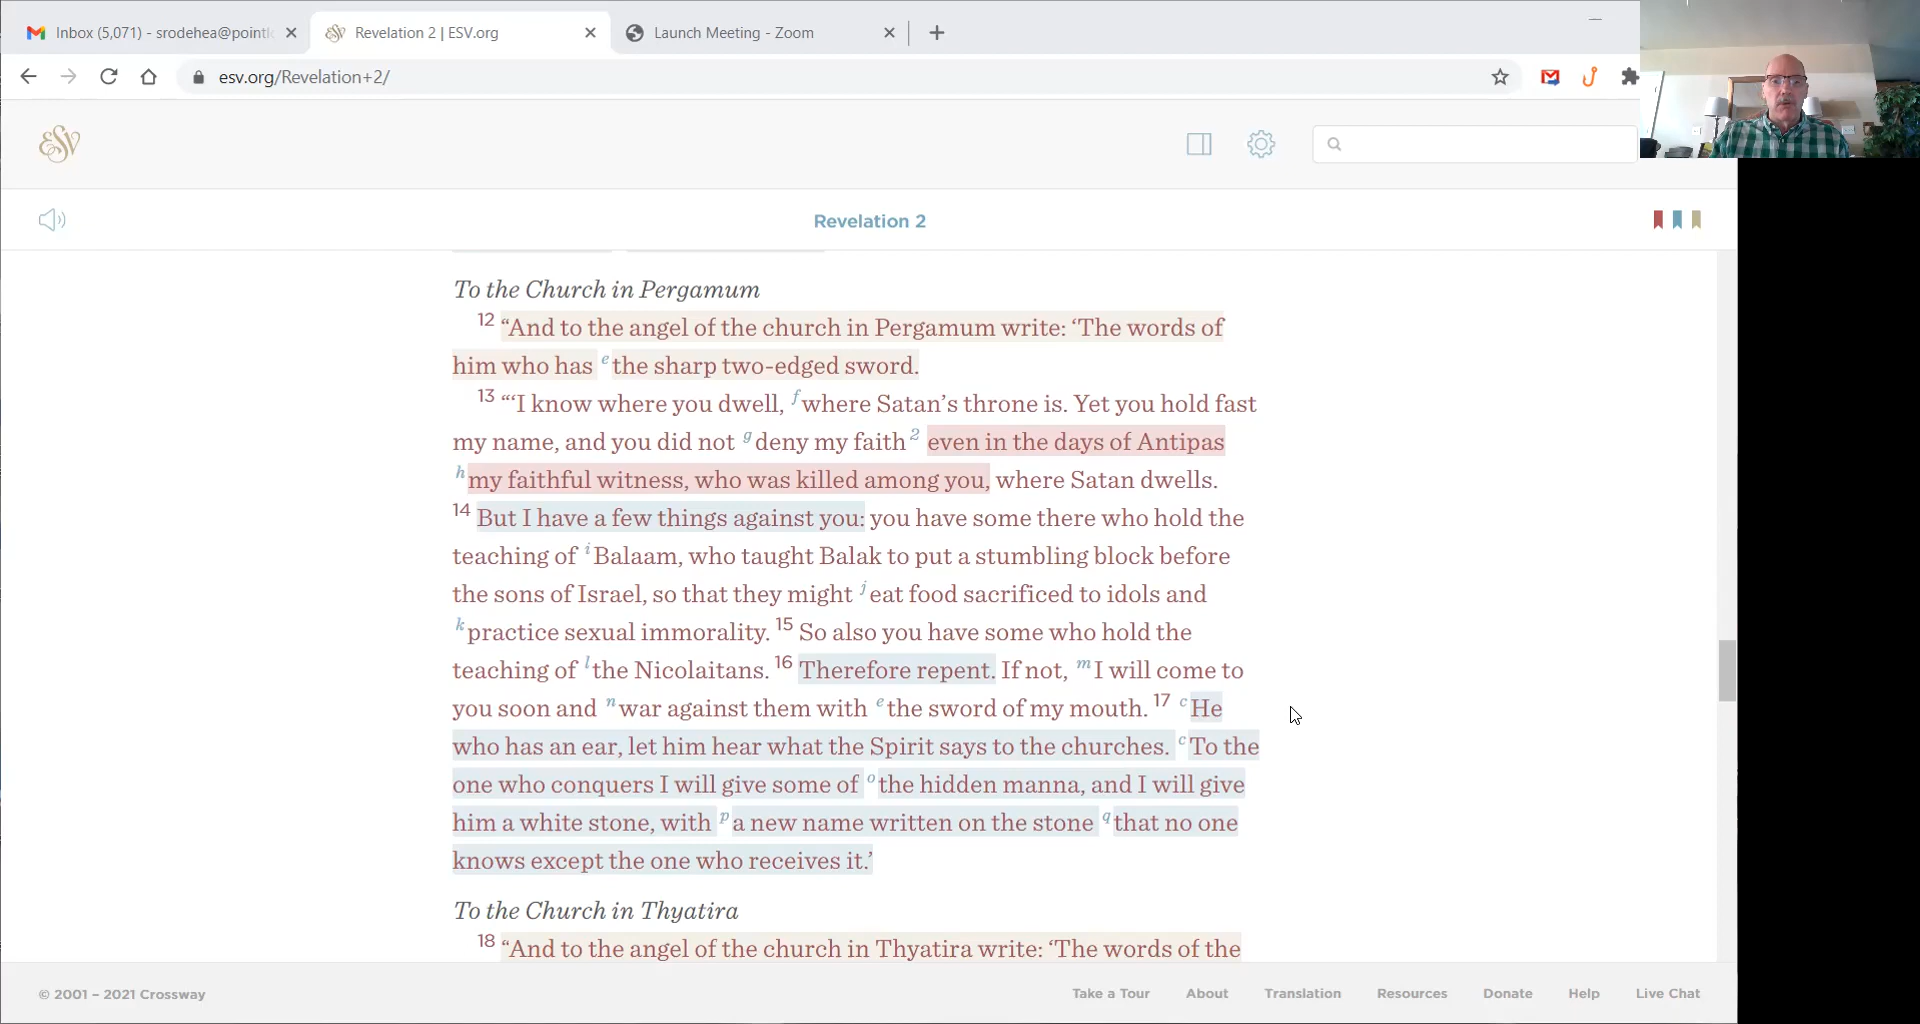 Inbox (5,071) - srodehea@pointl
Revelation 2 | ESV.org
Launch Meeting - Zoom
esv.org/Revelation+2/
ESV
Revelation 2
To the Church in Pergamum
12 “And to the angel of the church in Pergamum write: ‘The words of
him who has e the sharp two-edged sword.
13 “‘I know where you dwell, f where Satan’s throne is. Yet you hold fast
my name, and you did not g deny my faith 2 even in the days of Antipas
h my faithful witness, who was killed among you, where Satan dwells.
14 But I have a few things against you: you have some there who hold the
teaching of i Balaam, who taught Balak to put a stumbling block before
the sons of Israel, so that they might j eat food sacrificed to idols and
k practice sexual immorality. 15 So also you have some who hold the
teaching of l the Nicolaitans. 16 Therefore repent. If not, m I will come to
you soon and n war against them with e the sword of my mouth. 17 c He
who has an ear, let him hear what the Spirit says to the churches. c To the
one who conquers I will give some of o the hidden manna, and I will give
him a white stone, with p a new name written on the stone q that no one
knows except the one who receives it.’
To the Church in Thyatira
18 “And to the angel of the church in Thyatira write: ‘The words of the
© 2001 – 2021 Crossway
Take a Tour
About
Translation
Resources
Donate
Help
Live Chat